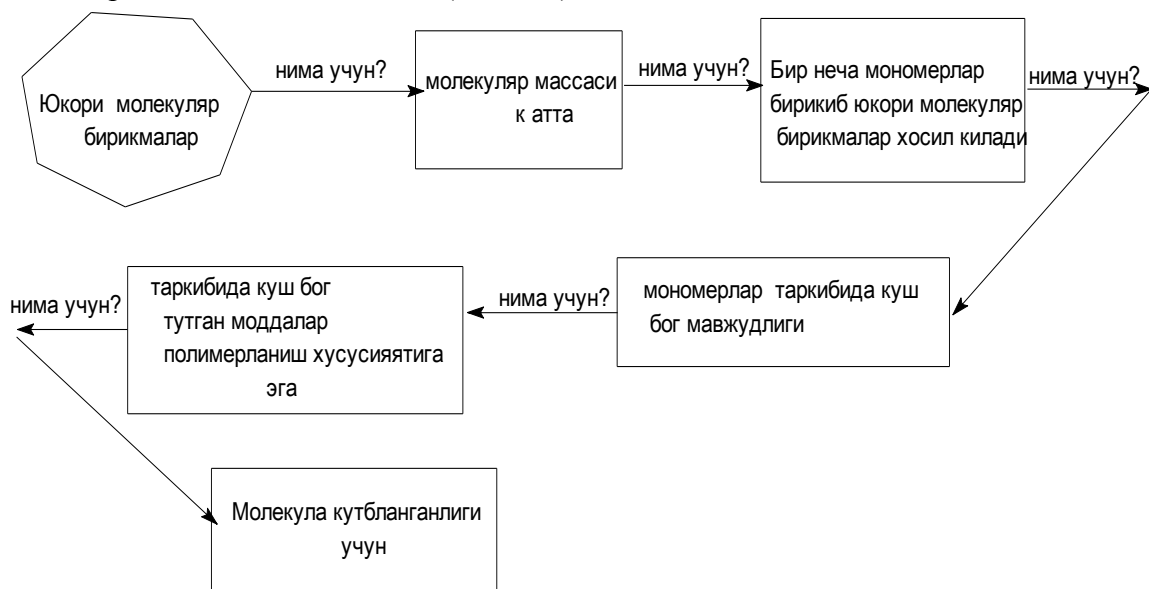 Юкори молекуляр
бирикмалар
нима учун?
молекуляр массаси
к атта
нима учун?
Бир неча мономерлар
бирикиб юкори молекуляр
бирикмалар хосил килади
нима учун?
мономерлар таркибида куш
бог мавжудлиги
нима учун?
таркибида куш бог
тутган моддалар
полимерланиш хусусияятига
эга
нима учун?
Молекула кутбланганлиги
учун